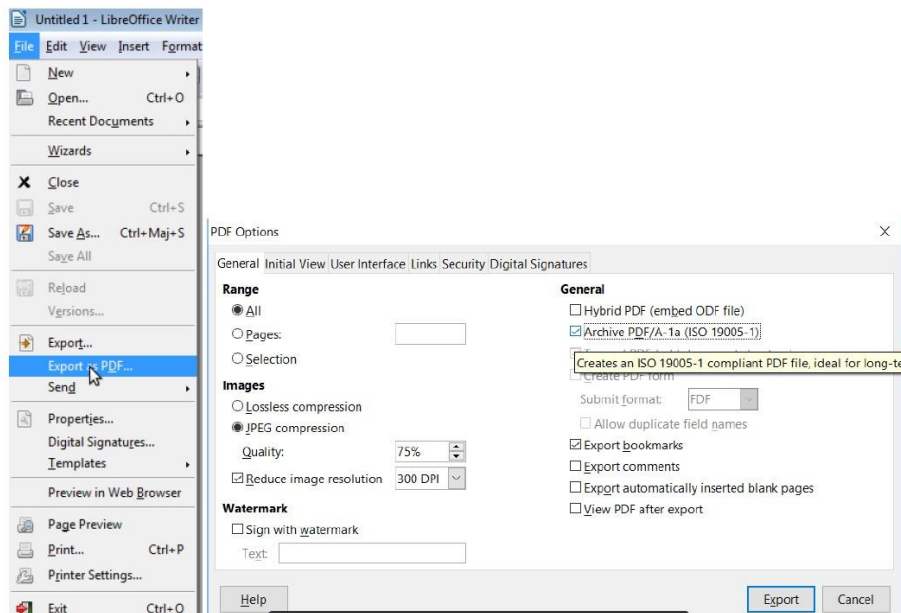 Untitled 1 - LibreOffice Writer
File Edit View Insert Format
New
Open... Ctrl+O
Recent Documents
Wizards
Close
Save Ctrl+S
Save As... Ctrl+Maj+S
Save All
Reload
Versions...
Export...
Export as PDF...
Send
Properties...
Digital Signatures...
Templates
Preview in Web Browser
Page Preview
Print... Ctrl+P
Printer Settings...
Exit Ctrl+Q
PDF Options
General Initial View User Interface Links Security Digital Signatures
Range
All
Pages:
Selection
Images
Lossless compression
JPEG compression
Quality: 75%
Reduce image resolution 300 DPI
Watermark
Sign with watermark
Text:
General
Hybrid PDF (embed ODF file)
Archive PDF/A-1a (ISO 19005-1)
Creates an ISO 19005-1 compliant PDF file, ideal for long-te
Create PDF form
Submit format: FDF
Allow duplicate field names
Export bookmarks
Export comments
Export automatically inserted blank pages
View PDF after export
Help Export Cancel